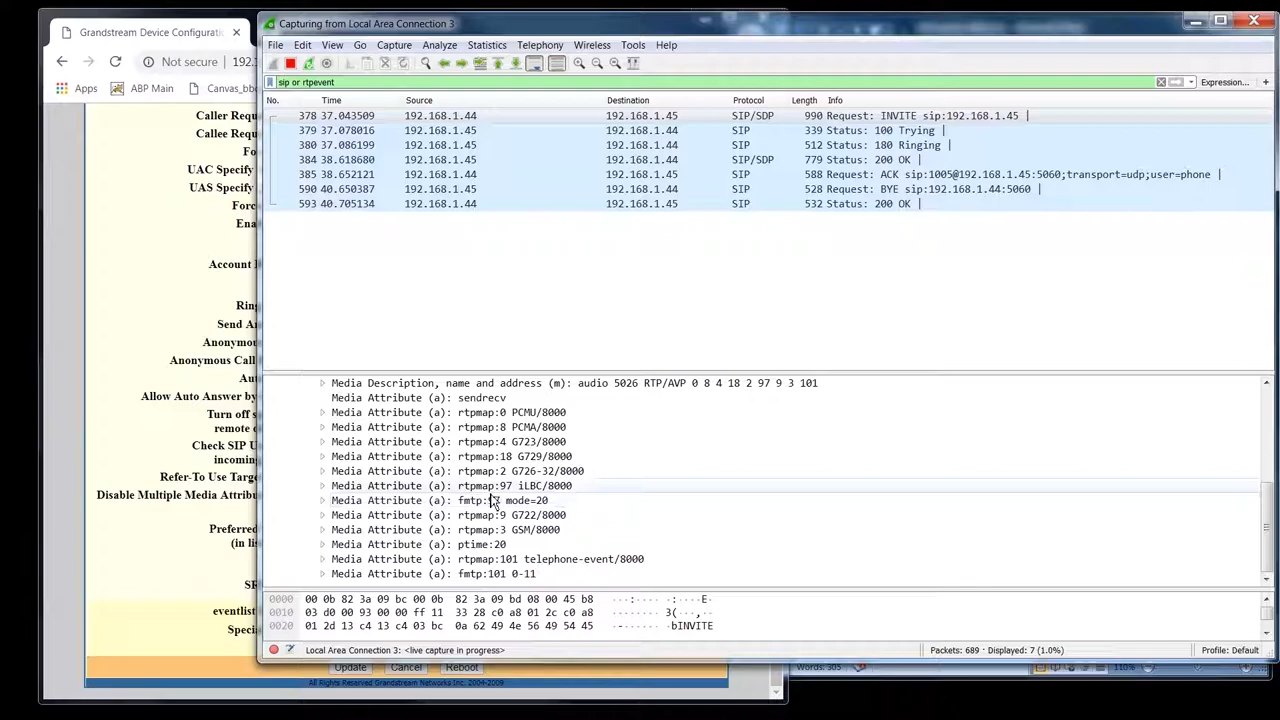 Grandstream Device Configurati ×
Capturing from Local Area Connection 3
File Edit View Go Capture Analyze Statistics Telephony Wireless Tools Help
Not secure | 192.1
Apps ABP Main Canvas_bbc
sip or rtpevent Expression… +
No. Time Source Destination Protocol Length Info
378 37.043509 192.168.1.44 192.168.1.45 SIP/SDP 990 Request: INVITE sip:192.168.1.45 |
379 37.078016 192.168.1.45 192.168.1.44 SIP 339 Status: 100 Trying |
380 37.086199 192.168.1.45 192.168.1.44 SIP 512 Status: 180 Ringing |
384 38.618680 192.168.1.45 192.168.1.44 SIP/SDP 779 Status: 200 OK |
385 38.652121 192.168.1.44 192.168.1.45 SIP 588 Request: ACK sip:1005@192.168.1.45:5060;transport=udp;user=phone |
590 40.650387 192.168.1.45 192.168.1.44 SIP 528 Request: BYE sip:192.168.1.44:5060 |
593 40.705134 192.168.1.44 192.168.1.45 SIP 532 Status: 200 OK |
Caller Requ
Callee Requ
Fo
UAC Specify
UAS Specify
Forc
Ena
Account
Ring
Send An
Anonymou
Anonymous Call
Aut
Allow Auto Answer by
Turn off s
remote
Check SIP U
incomin
Refer-To Use Targe
Disable Multiple Media Attribu
Preferred
(in li
SR
eventlist
Speci
Media Description, name and address (m): audio 5026 RTP/AVP 0 8 4 18 2 97 9 3 101
Media Attribute (a): sendrecv
Media Attribute (a): rtpmap:0 PCMU/8000
Media Attribute (a): rtpmap:8 PCMA/8000
Media Attribute (a): rtpmap:4 G723/8000
Media Attribute (a): rtpmap:18 G729/8000
Media Attribute (a): rtpmap:2 G726-32/8000
Media Attribute (a): rtpmap:97 iLBC/8000
Media Attribute (a): fmtp:97 mode=20
Media Attribute (a): rtpmap:9 G722/8000
Media Attribute (a): rtpmap:3 GSM/8000
Media Attribute (a): ptime:20
Media Attribute (a): rtpmap:101 telephone-event/8000
Media Attribute (a): fmtp:101 0-11
0000 00 0b 82 3a 09 bc 00 0b 82 3a 09 bd 08 00 45 b8 ···:···· ·:····E·
0010 03 d0 00 93 00 00 ff 11 33 28 c0 a8 01 2c c0 a8 ········ 3(···,··
0020 01 2d 13 c4 13 c4 03 bc 0a 62 49 4e 56 49 54 45 ·-······ ·bINVITE
Local Area Connection 3: <live capture in progress> Packets: 689 · Displayed: 7 (1.0%) Profile: Default
Update Cancel Reboot
Words: 305 110%
All Rights Reserved Grandstream Networks Inc. 2004-2009